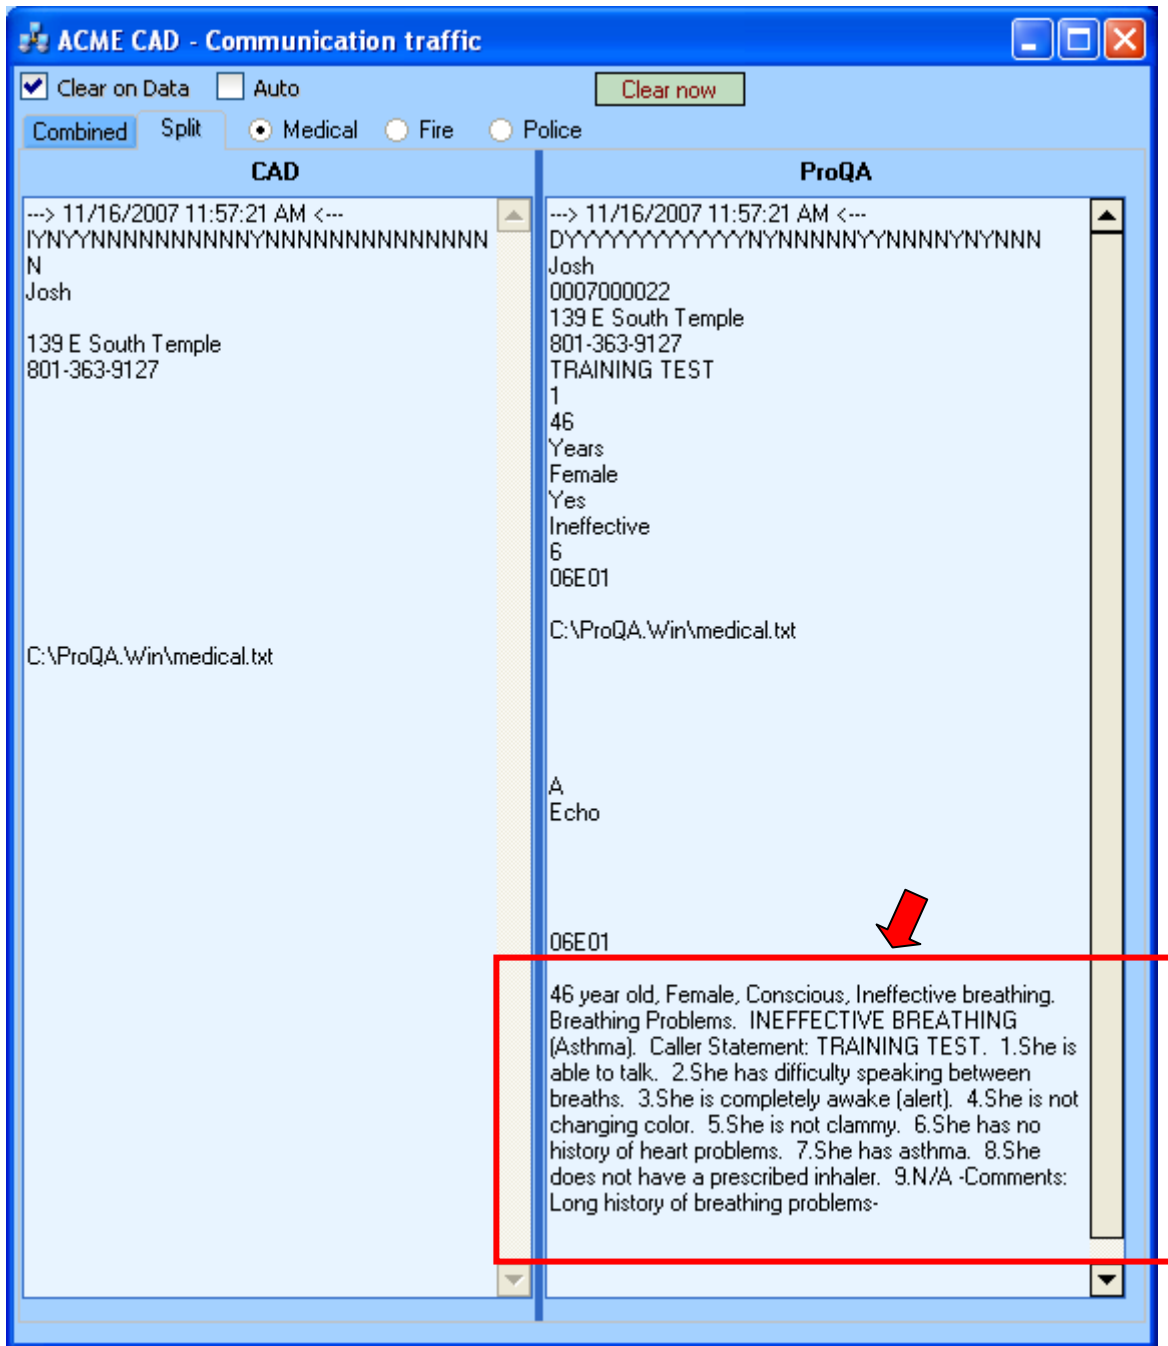 ACME CAD - Communication traffic
Clear on Data Auto Clear now
Combined Split Medical Fire Police
CAD
---> 11/16/2007 11:57:21 AM <---
IYNYYNNNNNNNNNNNYNNNNNNNNNNNNNN
N
Josh
139 E South Temple
801-363-9127
C:\ProQA.Win\medical.txt
ProQA
---> 11/16/2007 11:57:21 AM <---
DYYYYYYYYYYYYYNYNNNNNYYNNNNYNYNNN
Josh
0007000022
139 E South Temple
801-363-9127
TRAINING TEST
1
46
Years
Female
Yes
Ineffective
6
06E01
C:\ProQA.Win\medical.txt
A
Echo
06E01
46 year old, Female, Conscious, Ineffective breathing.
Breathing Problems.  INEFFECTIVE BREATHING
(Asthma).  Caller Statement: TRAINING TEST.  1.She is
able to talk.  2.She has difficulty speaking between
breaths.  3.She is completely awake (alert).  4.She is not
changing color.  5.She is not clammy.  6.She has no
history of heart problems.  7.She has asthma.  8.She
does not have a prescribed inhaler.  9.N/A -Comments:
Long history of breathing problems-